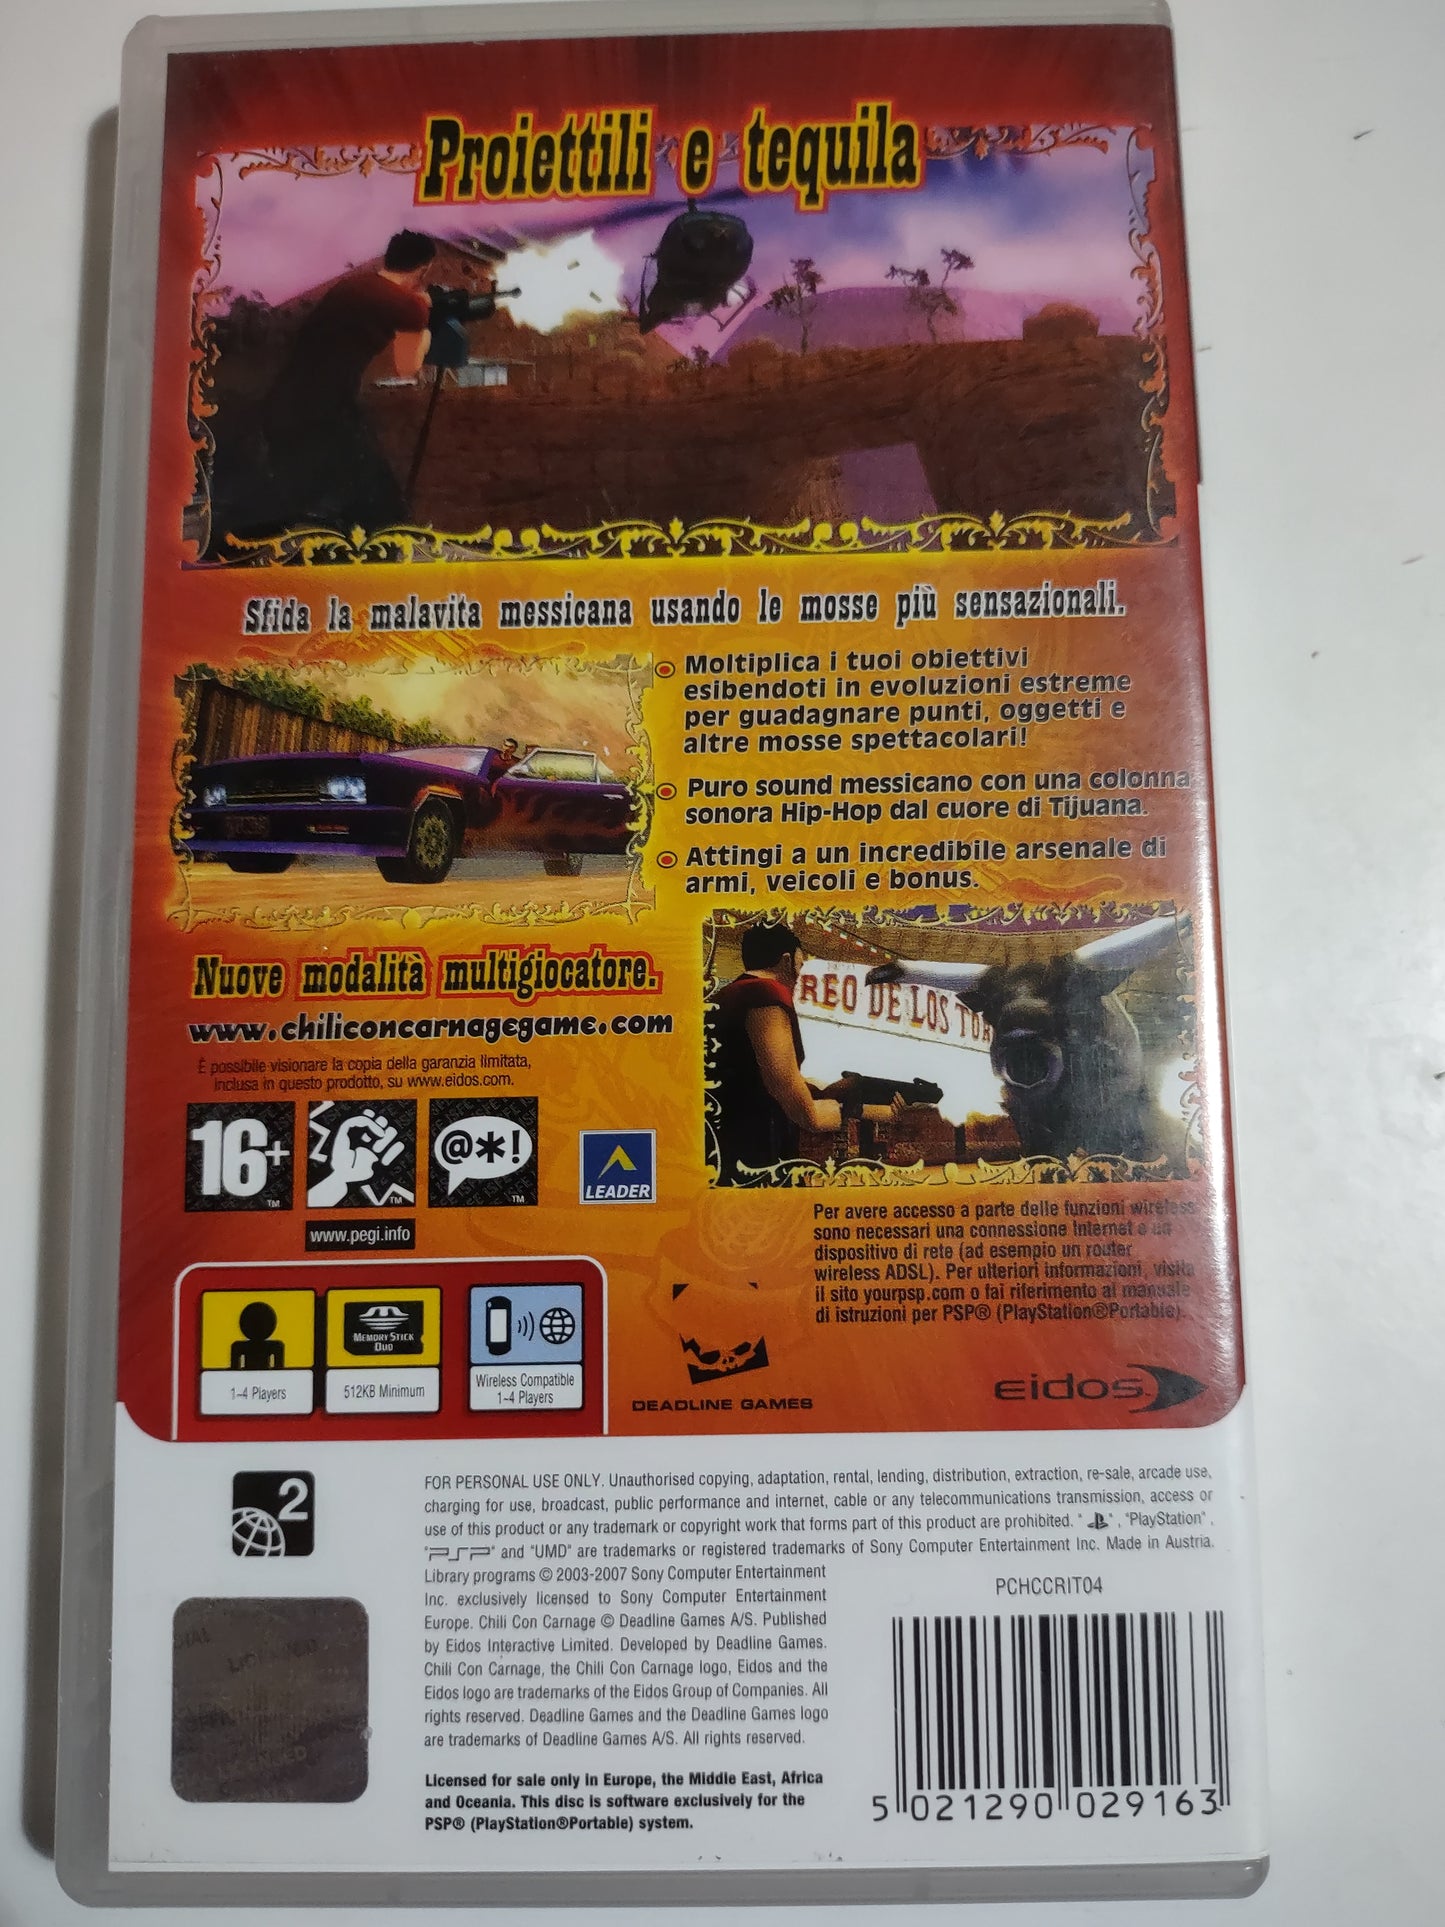 Proiettili e tequila
Sfida la malavita messicana usando le mosse più sensazionali.
Moltiplica i tuoi obiettivi
esibendoti in evoluzioni estreme
per guadagnare punti, oggetti e
altre mosse spettacolari!
Puro sound messicano con una colonna
sonora Hip-Hop dal cuore di Tijuana.
Attingi a un incredibile arsenale di
armi, veicoli e bonus.
Nuove modalità multigiocatore.
www.chiliconcarnagegame.com
È possibile visionare la copia della garanzia limitata,
inclusa in questo prodotto, su www.eidos.com.
REO DE LOS TOR
16+ TM
TM
@*! TM
www.pegi.info
LEADER
Per avere accesso a parte delle funzioni wireless
sono necessari una connessione Internet e un
dispositivo di rete (ad esempio un router
wireless ADSL). Per ulteriori informazioni, visita
il sito yourpsp.com o fai riferimento al manuale
di istruzioni per PSP® (PlayStation®Portable).
1-4 Players
MEMORY STICK
DUO
512KB Minimum
Wireless Compatible
1-4 Players
DEADLINE GAMES
eidos
2
FOR PERSONAL USE ONLY. Unauthorised copying, adaptation, rental, lending, distribution, extraction, re-sale, arcade use,
charging for use, broadcast, public performance and internet, cable or any telecommunications transmission, access or
use of this product or any trademark or copyright work that forms part of this product are prohibited. " ", "PlayStation",
"PSP" and "UMD" are trademarks or registered trademarks of Sony Computer Entertainment Inc. Made in Austria.
Library programs © 2003-2007 Sony Computer Entertainment
Inc. exclusively licensed to Sony Computer Entertainment
Europe. Chili Con Carnage © Deadline Games A/S. Published
by Eidos Interactive Limited. Developed by Deadline Games.
Chili Con Carnage, the Chili Con Carnage logo, Eidos and the
Eidos logo are trademarks of the Eidos Group of Companies. All
rights reserved. Deadline Games and the Deadline Games logo
are trademarks of Deadline Games A/S. All rights reserved.
Licensed for sale only in Europe, the Middle East, Africa
and Oceania. This disc is software exclusively for the
PSP® (PlayStation®Portable) system.
PCHCCRIT04
5 021290 029163